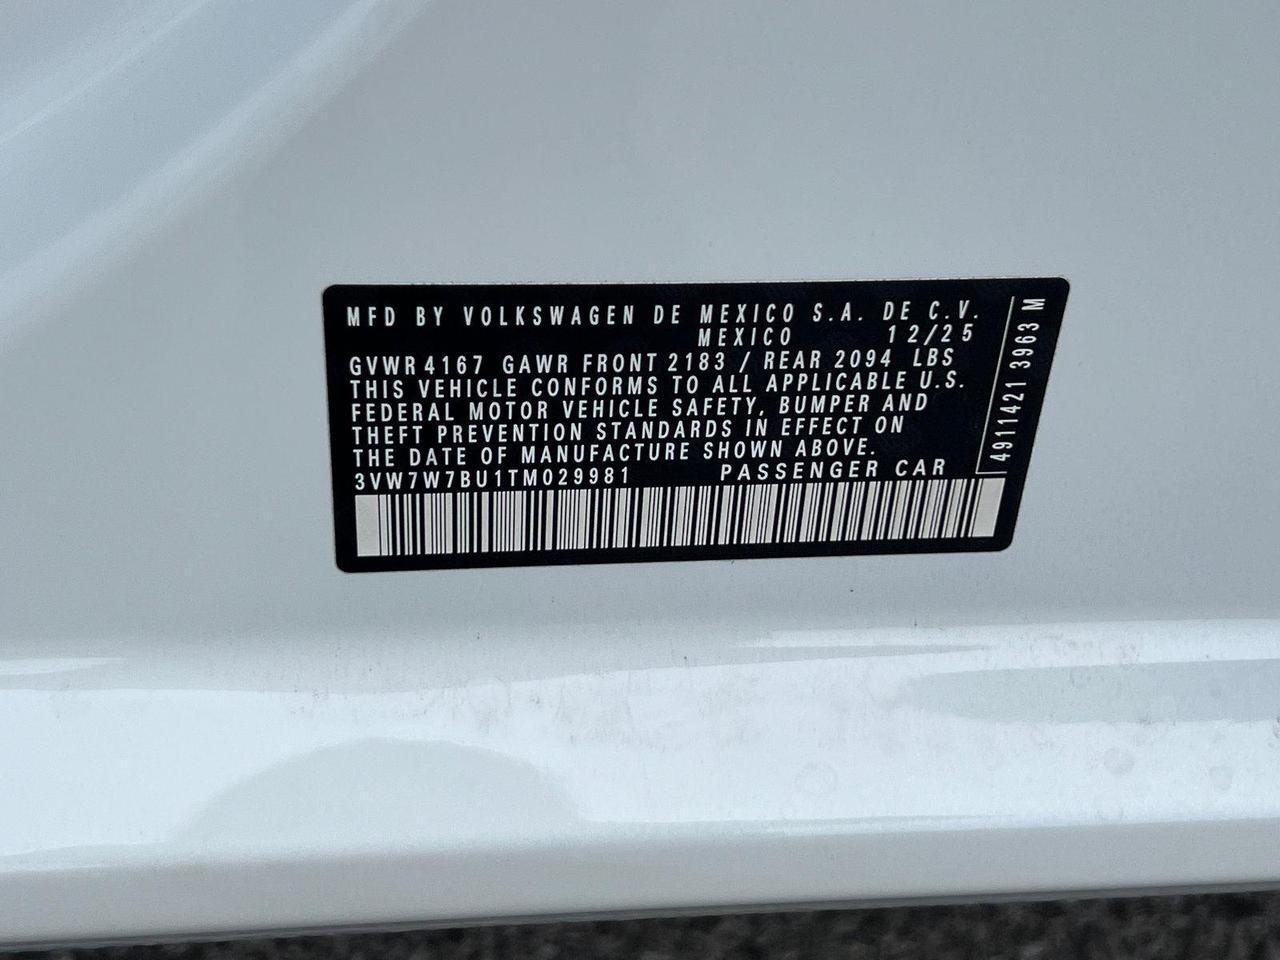 MFD BY VOLKSWAGEN DE MEXICO S.A. DE C.V.
MEXICO 12/25
GVWR 4167 GAWR FRONT 2183 / REAR 2094 LBS
THIS VEHICLE CONFORMS TO ALL APPLICABLE U.S.
FEDERAL MOTOR VEHICLE SAFETY, BUMPER AND
THEFT PREVENTION STANDARDS IN EFFECT ON
THE DATE OF MANUFACTURE SHOWN ABOVE.
3VW7W7BU1TM029981 PASSENGER CAR
4911421 3963 M